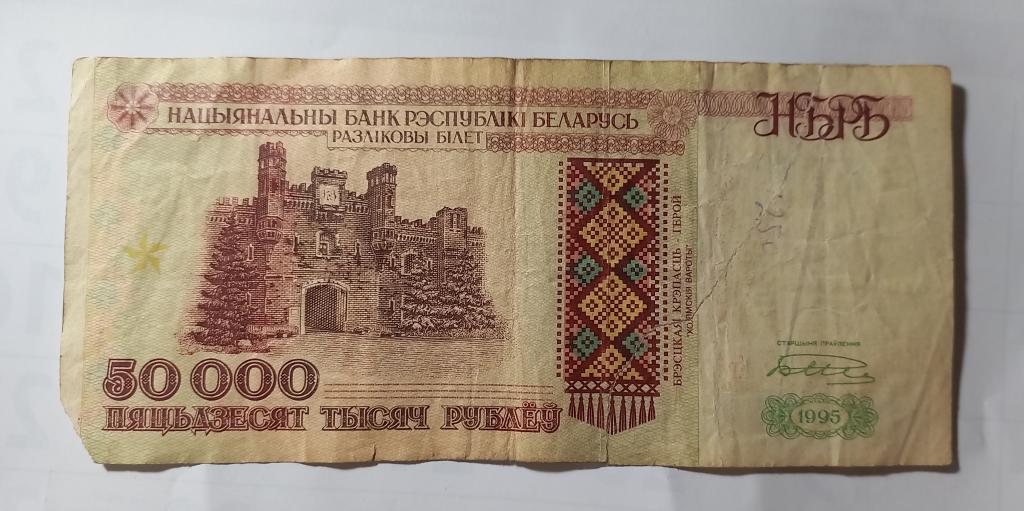 НАЦЫЯНАЛЬНЫ БАНК РЭСПУБЛІКІ БЕЛАРУСЬ
РАЗЛІКОВЫ БІЛЕТ
НБРБ
БРЭСЦКАЯ КРЭПАСЦЬ - ГЕРОЙ
"ХОЛМСКІЯ ВАРОТЫ"
СТАРШЫНЯ ПРАЎЛЕННЯ
1995
50 000
ПЯЦЬДЗЕСЯТ ТЫСЯЧ РУБЛЁЎ